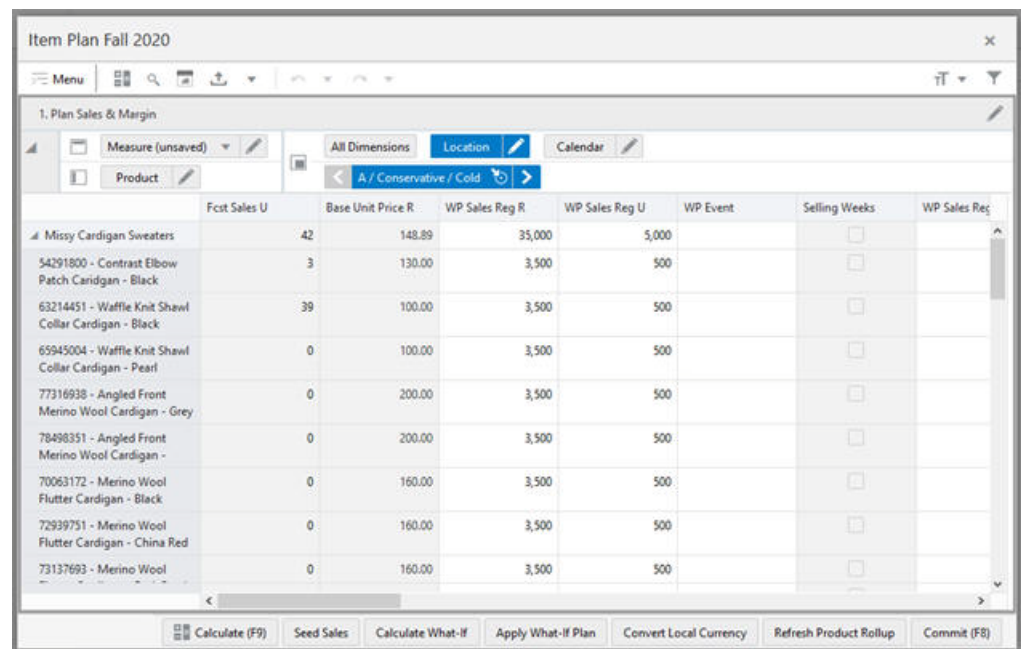 Item Plan Fall 2020
Menu
1. Plan Sales & Margin
Measure (unsaved) All Dimensions Location Calendar
Product A / Conservative / Cold
Fcst Sales U Base Unit Price R WP Sales Reg R WP Sales Reg U WP Event Selling Weeks WP Sales Reg
Missy Cardigan Sweaters 42 148.89 35,000 5,000
54291800 - Contrast Elbow 3 130.00 3,500 500
Patch Caridgan - Black
63214451 - Waffle Knit Shawl 39 100.00 3,500 500
Collar Cardigan - Black
65945004 - Waffle Knit Shawl 0 100.00 3,500 500
Collar Cardigan - Pearl
77316938 - Angled Front 0 200.00 3,500 500
Merino Wool Cardigan - Grey
78498351 - Angled Front 0 200.00 3,500 500
Merino Wool Cardigan -
70063172 - Merino Wool 0 160.00 3,500 500
Flutter Cardigan - Black
72939751 - Merino Wool 0 160.00 3,500 500
Flutter Cardigan - China Red
73137693 - Merino Wool 0 160.00 3,500 500
Calculate (F9) Seed Sales Calculate What-If Apply What-If Plan Convert Local Currency Refresh Product Rollup Commit (F8)